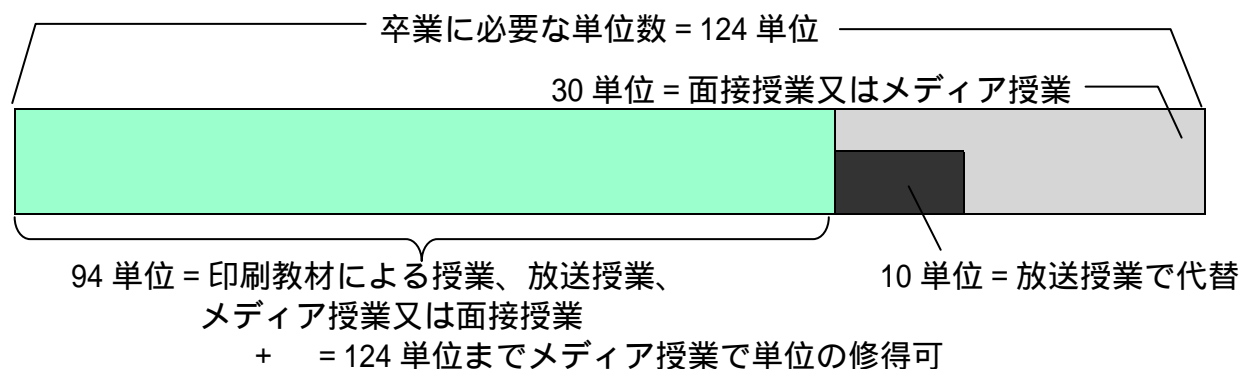 卒業に必要な単位数 = 124 単位
30 単位 = 面接授業又はメディア授業
94 単位 = 印刷教材による授業、放送授業、
メディア授業又は面接授業
10 単位 = 放送授業で代替
+ = 124 単位までメディア授業で単位の修得可